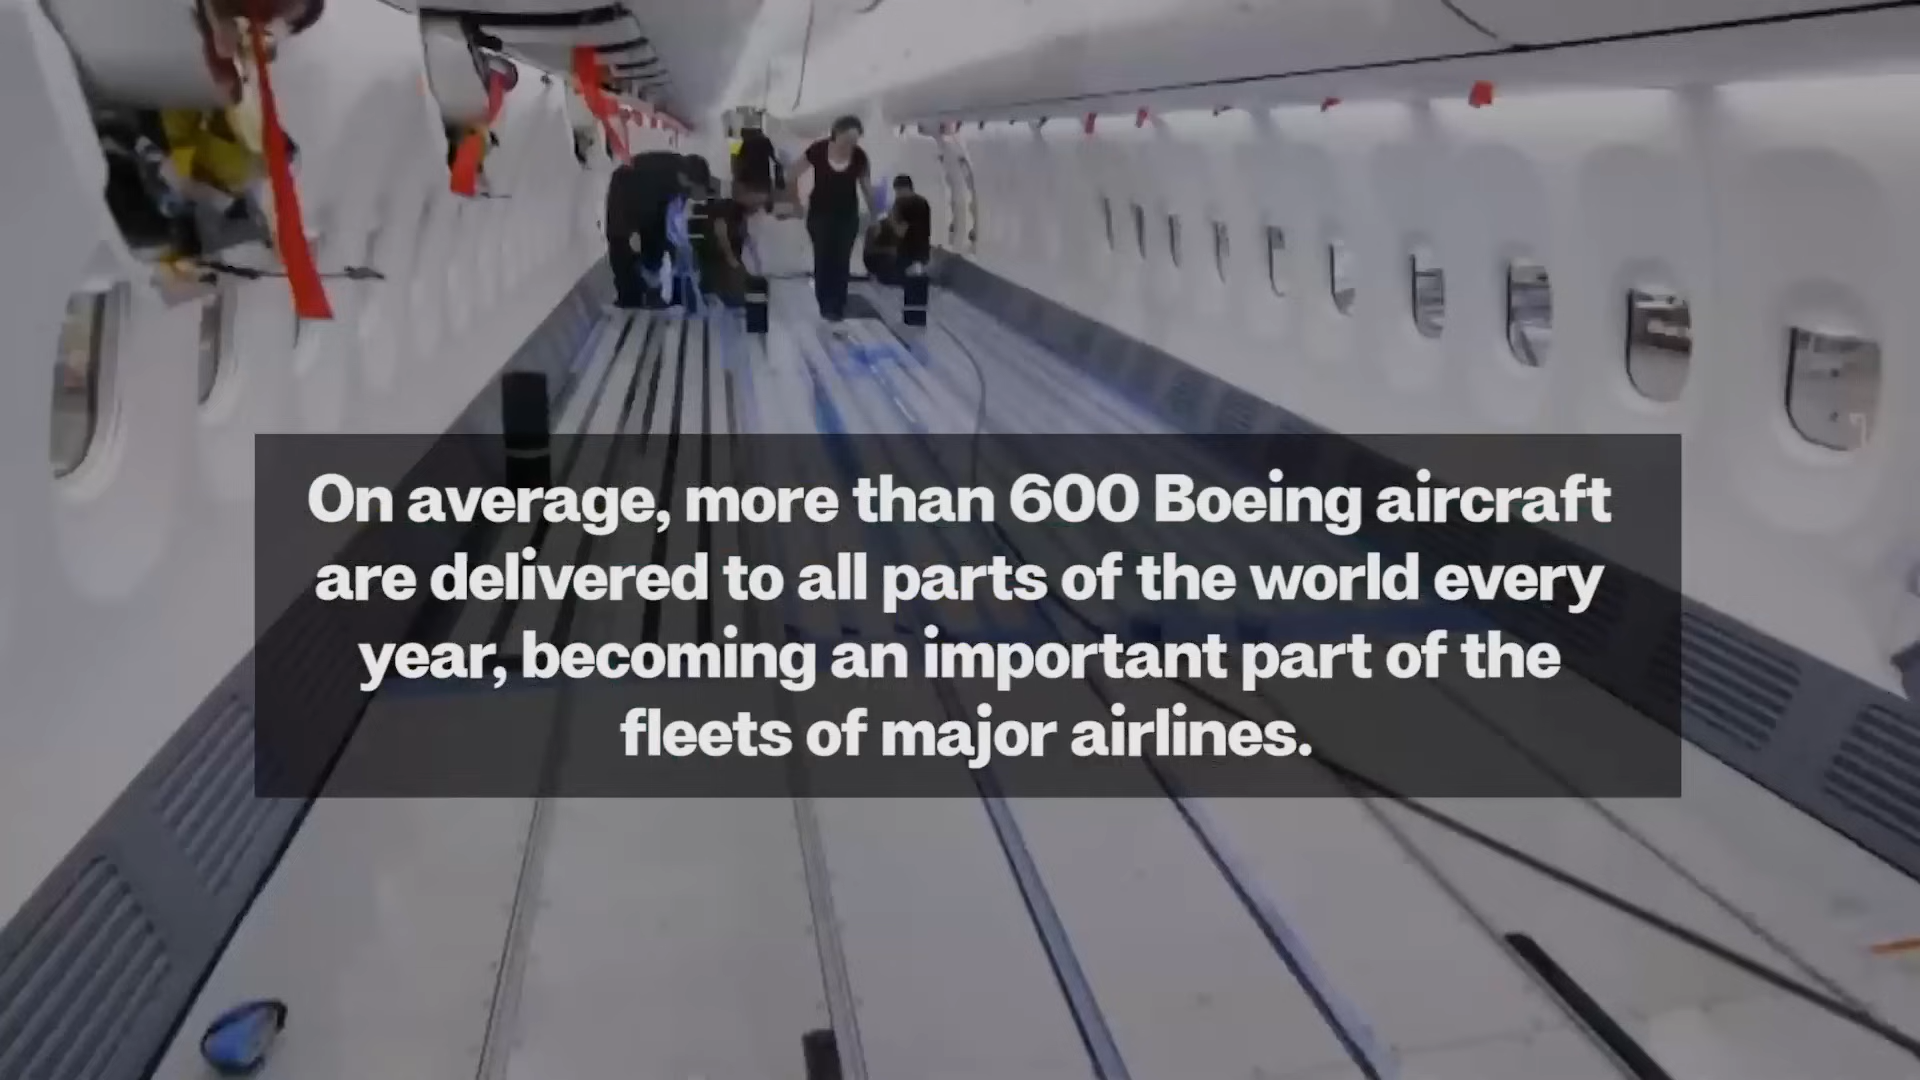 On average, more than 600 Boeing aircraft
are delivered to all parts of the world every
year, becoming an important part of the
fleets of major airlines.